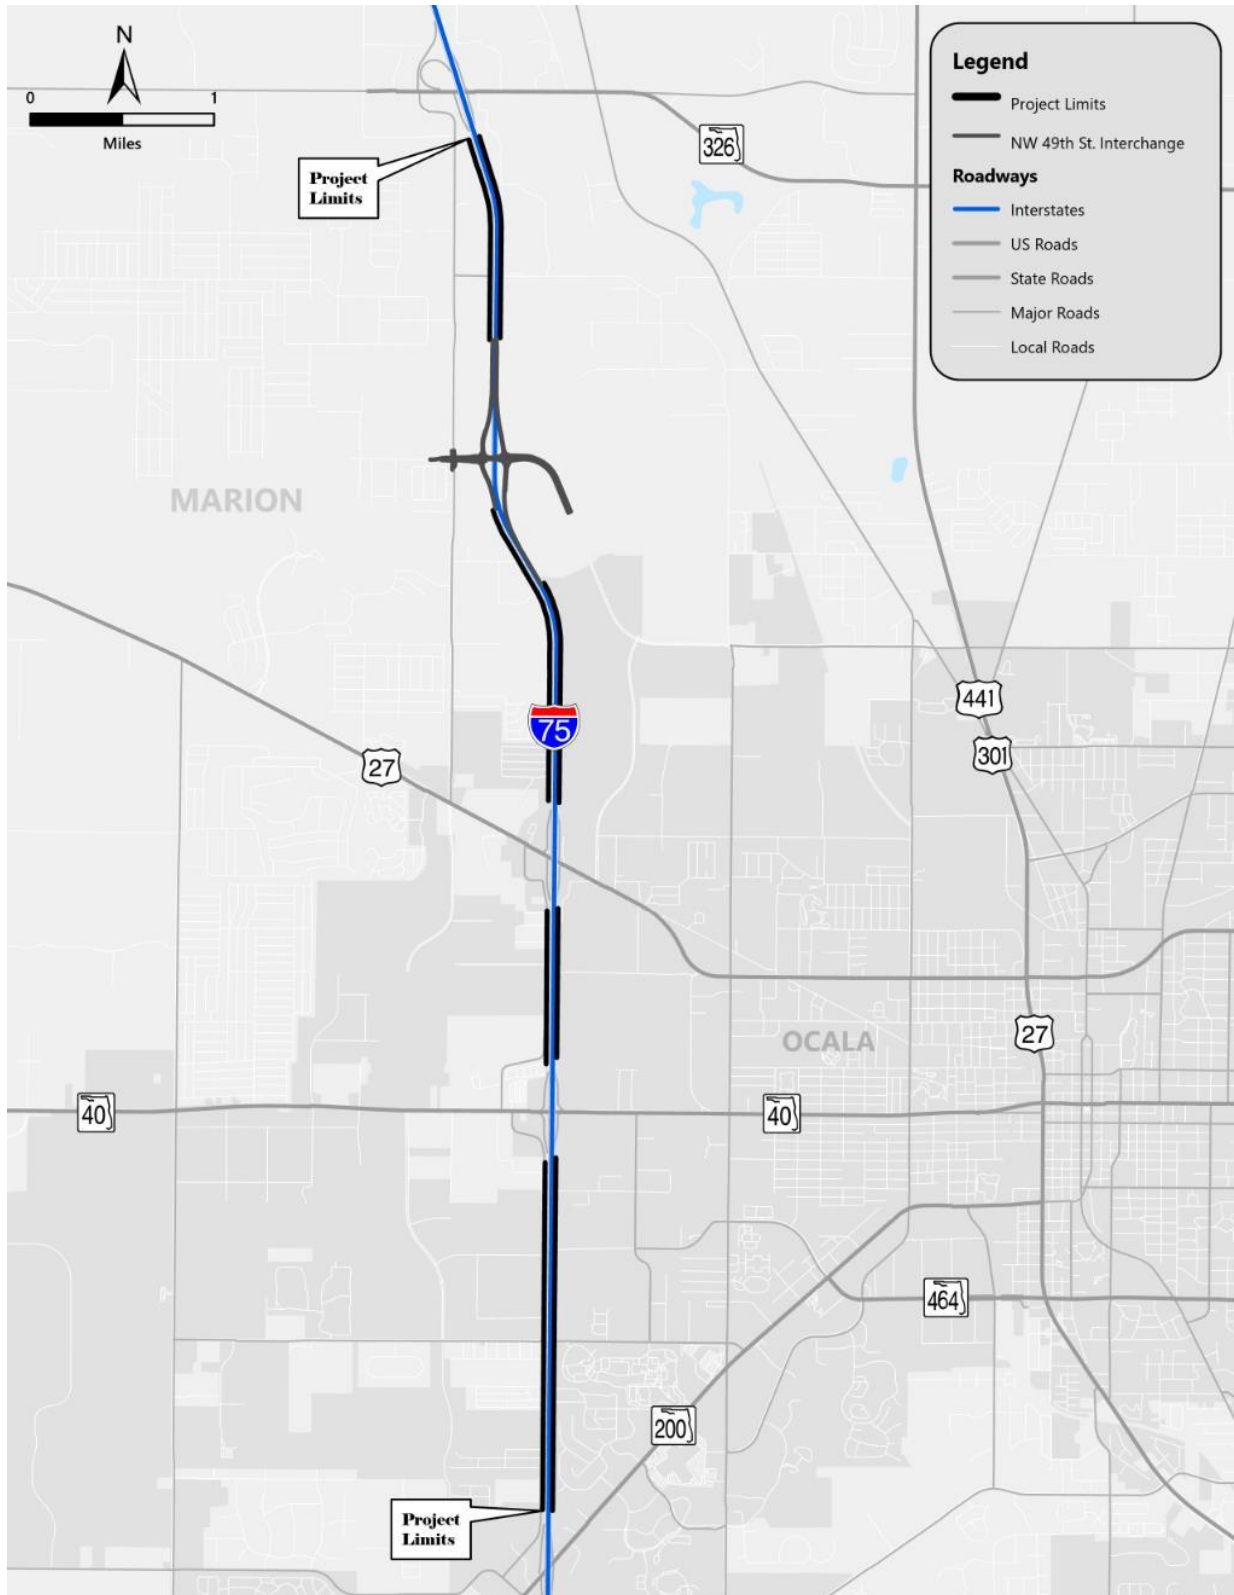 N
0 1
Miles
Legend
Project Limits
NW 49th St. Interchange
Roadways
Interstates
US Roads
State Roads
Major Roads
Local Roads
326
Project
Limits
MARION
441
75
301
27
OCALA
27
40
40
464
200
Project
Limits